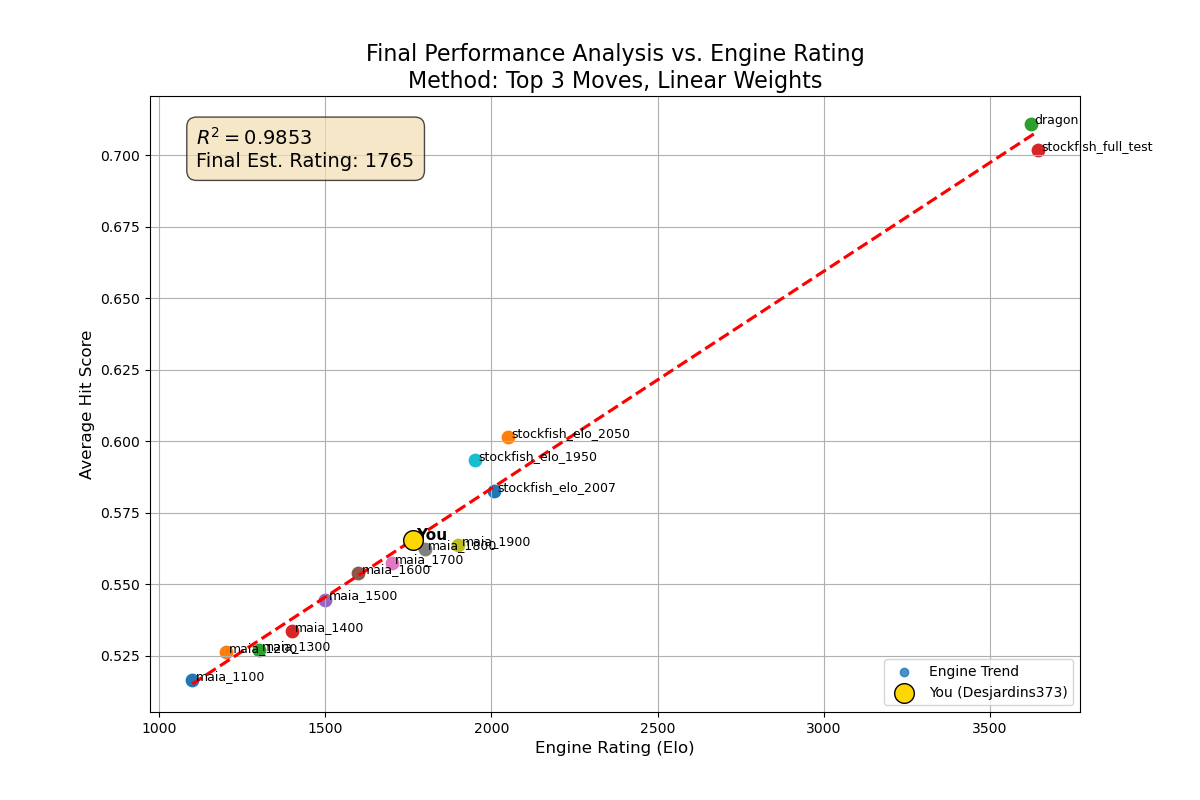 Final Performance Analysis vs. Engine Rating
Method: Top 3 Moves, Linear Weights
R² = 0.9853
Final Est. Rating: 1765
dragon
stockfish_full_test
stockfish_elo_2050
stockfish_elo_1950
stockfish_elo_2007
You
maia_1800
maia_1900
maia_1700
maia_1600
maia_1500
maia_1400
maia_1200
maia_1300
maia_1100
Average Hit Score
0.700
0.675
0.650
0.625
0.600
0.575
0.550
0.525
Engine Trend
You (Desjardins373)
1000
1500
2000
2500
3000
3500
Engine Rating (Elo)